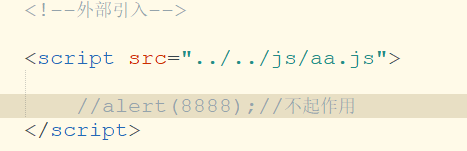 <!--外部引入-->
<script src="../../js/aa.js">
//alert(8888);//不起作用
</script>